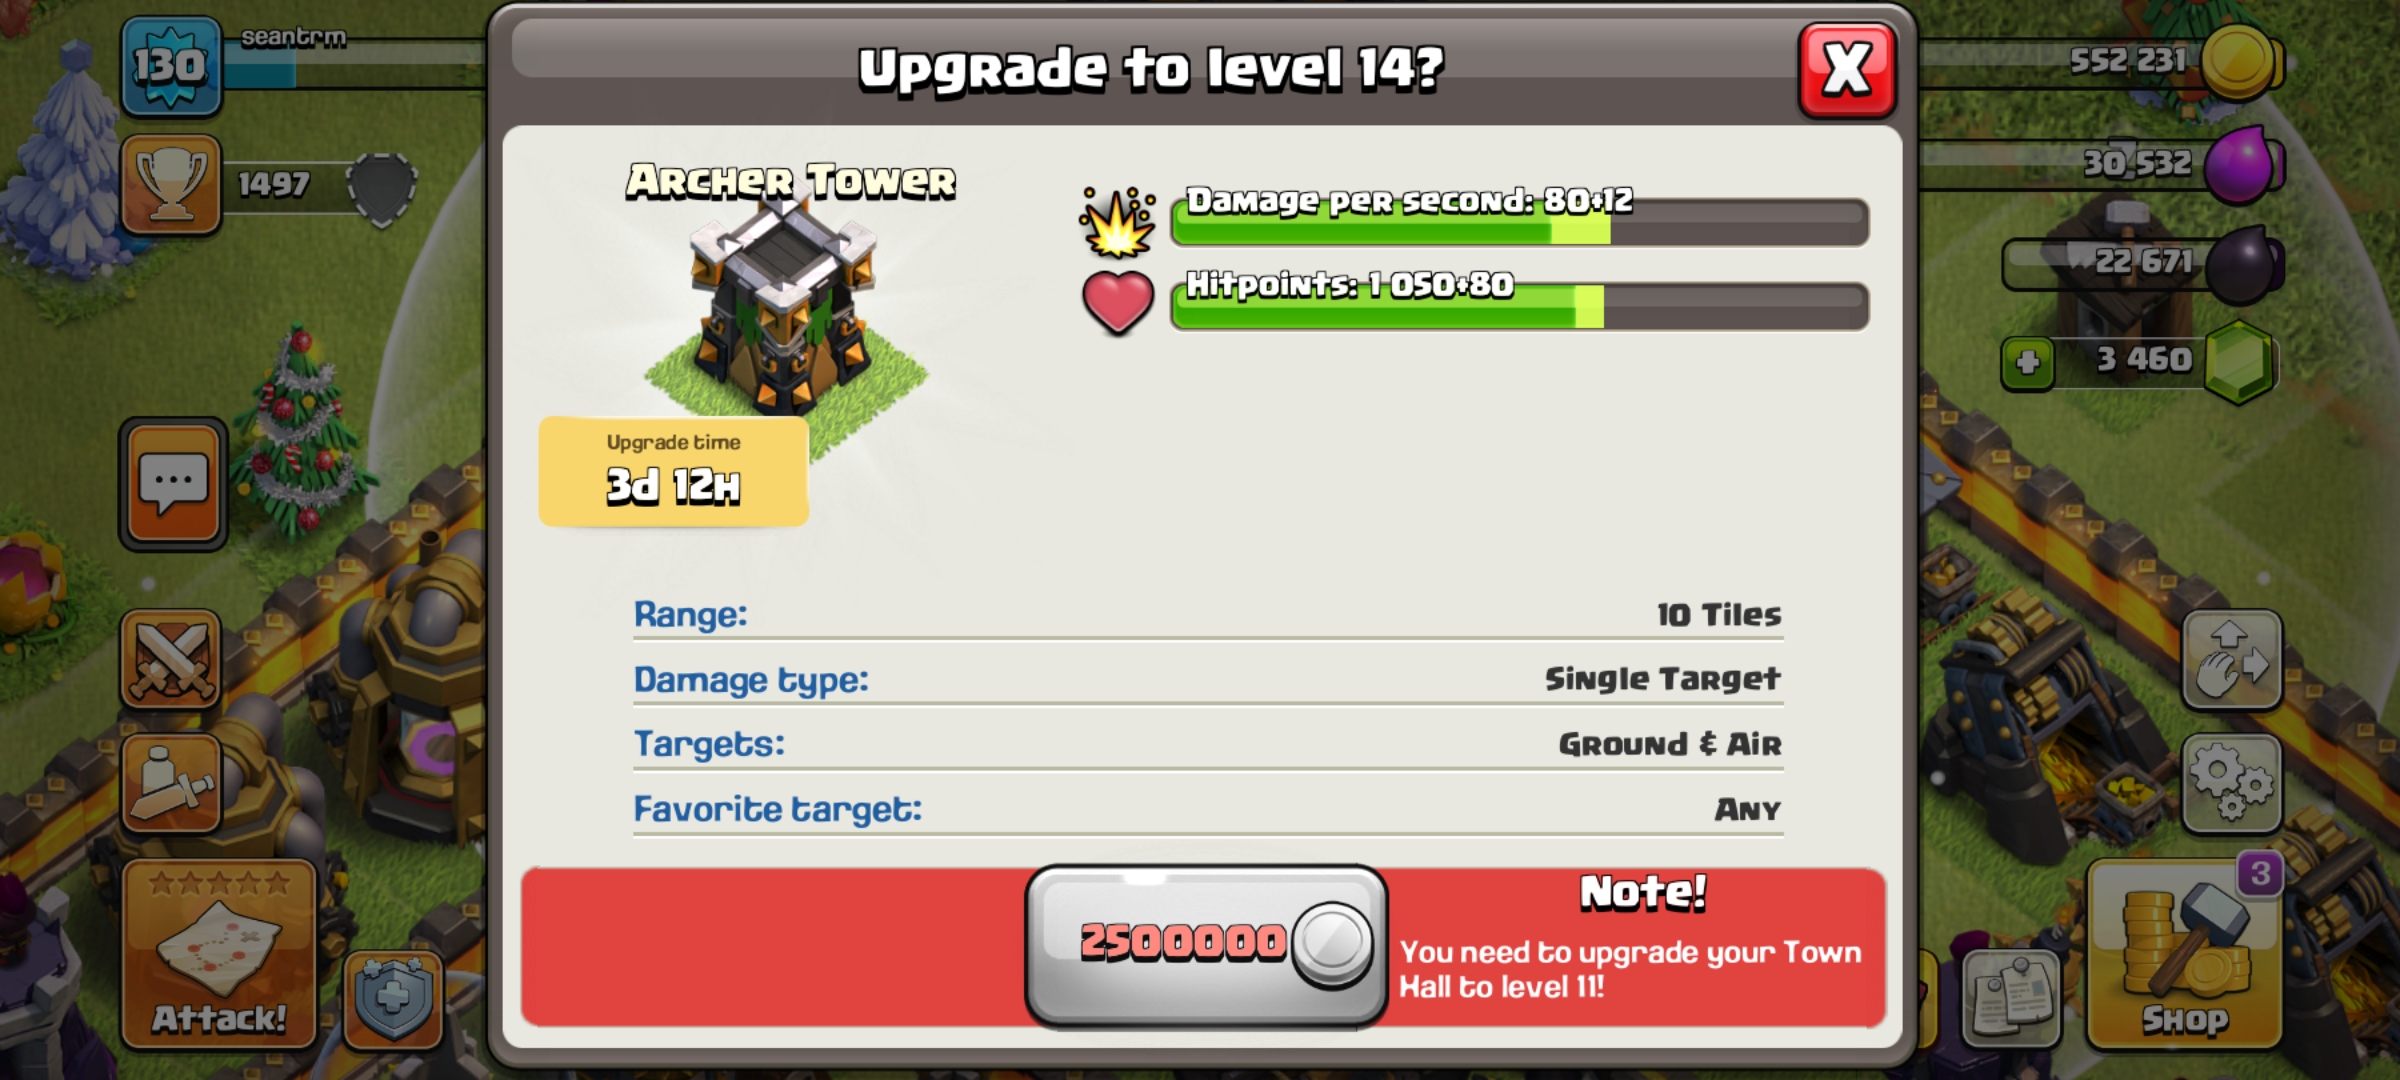 130
seantrm
1497
Upgrade to level 14?
552 231
30 532
22 671
3 460
Archer Tower
Damage per second: 80+12
Hitpoints: 1 050+80
Upgrade time
3d 12H
Range: 10 Tiles
Damage type: Single Target
Targets: Ground & Air
Favorite target: Any
2500000
Note!
You need to upgrade your Town
Hall to level 11!
Attack!
3
Shop